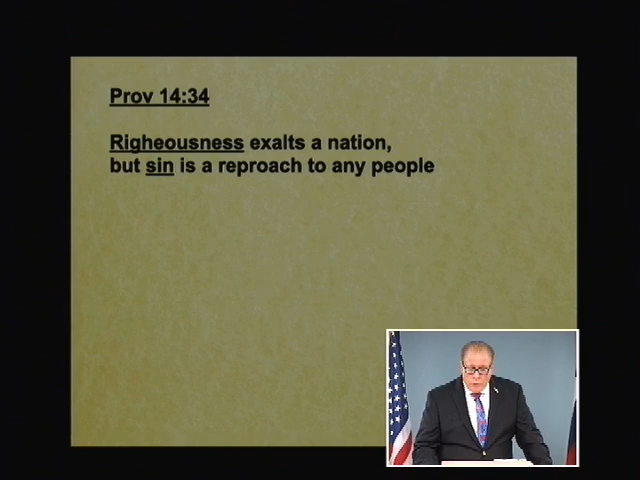 Prov 14:34
Righeousness exalts a nation,
but sin is a reproach to any people